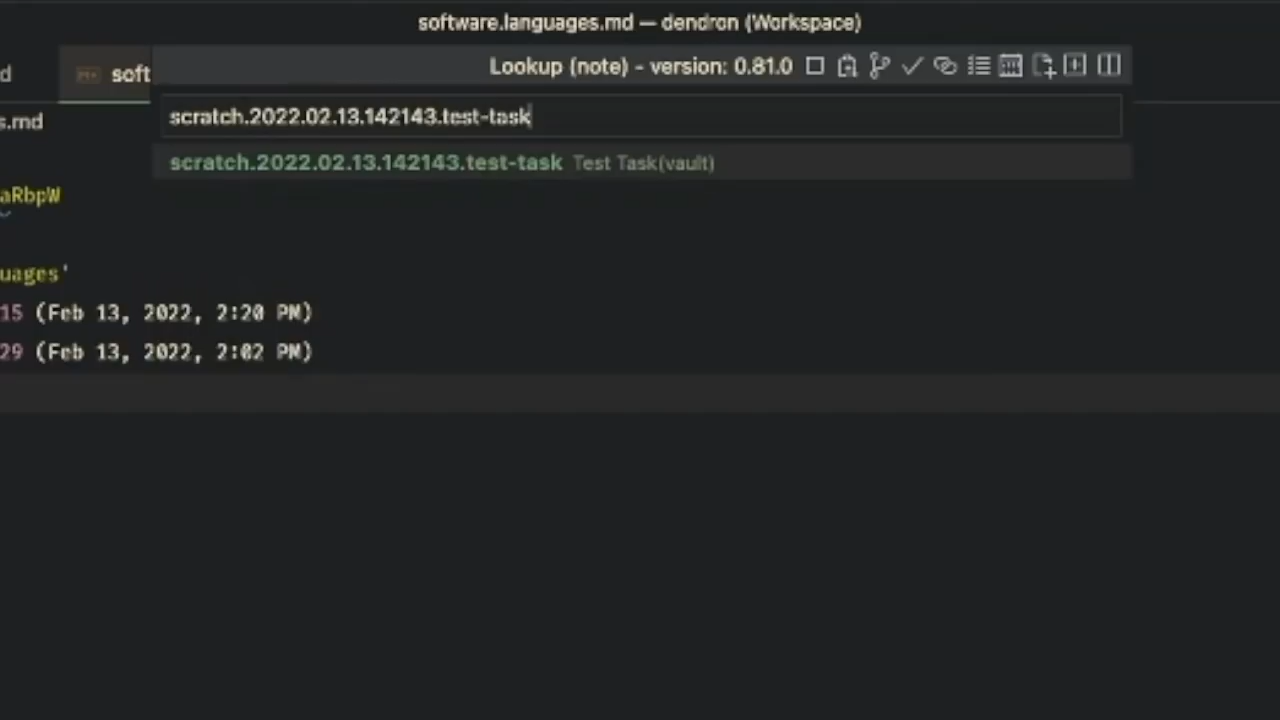 software.languages.md — dendron (Workspace)
d
soft
Lookup (note) - version: 0.81.0
s.md
scratch.2022.02.13.142143.test-task
scratch.2022.02.13.142143.test-task Test Task(vault)
aRbpW
uages'
15 (Feb 13, 2022, 2:20 PM)
29 (Feb 13, 2022, 2:02 PM)